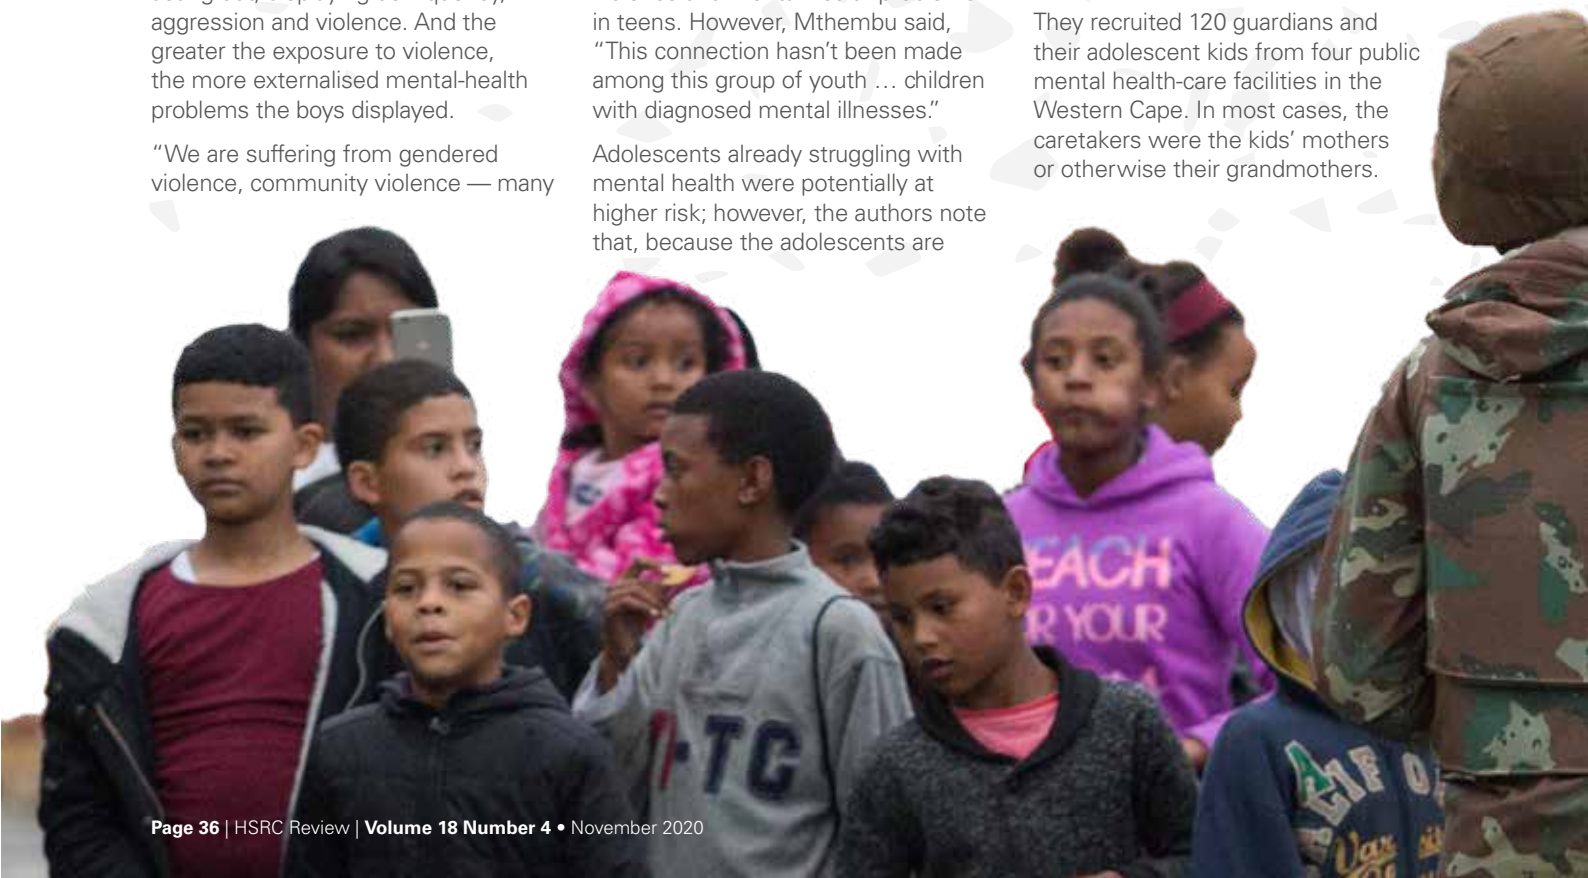 aggression and violence. And the
greater the exposure to violence,
the more externalised mental-health
problems the boys displayed.
“We are suffering from gendered
violence, community violence — many
in teens. However, Mthembu said,
“This connection hasn’t been made
among this group of youth … children
with diagnosed mental illnesses.”
Adolescents already struggling with
mental health were potentially at
higher risk; however, the authors note
that, because the adolescents are
They recruited 120 guardians and
their adolescent kids from four public
mental health-care facilities in the
Western Cape. In most cases, the
caretakers were the kids’ mothers
or otherwise their grandmothers.
EACH
R YOUR
-TC
Page 36 | HSRC Review | Volume 18 Number 4 • November 2020